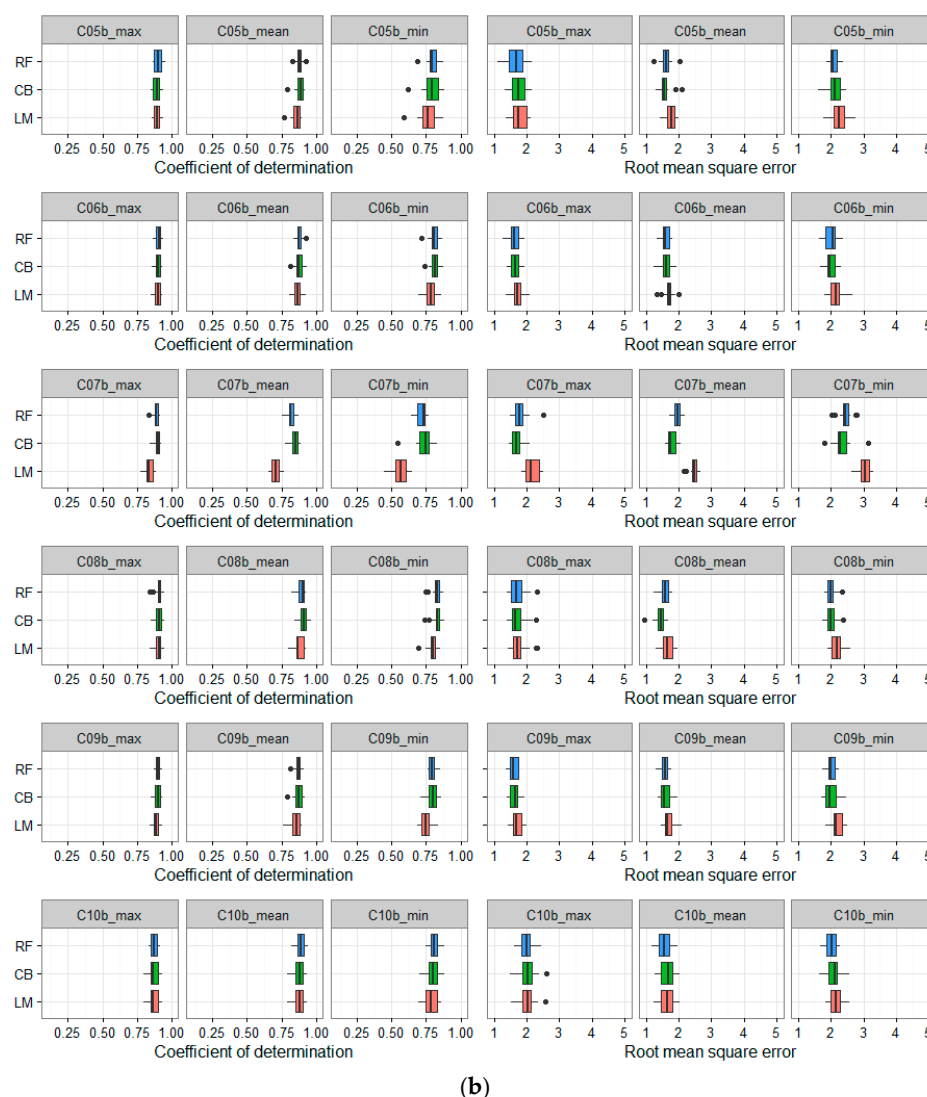 C05b_max C05b_mean C05b_min C05b_max C05b_mean C05b_min
RF
CB
LM
0.25 0.50 0.75 1.00 0.25 0.50 0.75 1.00 0.25 0.50 0.75 1.00 1 2 3 4 5 1 2 3 4 5 1 2 3 4 5
Coefficient of determination Root mean square error
C06b_max C06b_mean C06b_min C06b_max C06b_mean C06b_min
RF
CB
LM
0.25 0.50 0.75 1.00 0.25 0.50 0.75 1.00 0.25 0.50 0.75 1.00 1 2 3 4 5 1 2 3 4 5 1 2 3 4 5
Coefficient of determination Root mean square error
C07b_max C07b_mean C07b_min C07b_max C07b_mean C07b_min
RF
CB
LM
0.25 0.50 0.75 1.00 0.25 0.50 0.75 1.00 0.25 0.50 0.75 1.00 1 2 3 4 5 1 2 3 4 5 1 2 3 4 5
Coefficient of determination Root mean square error
C08b_max C08b_mean C08b_min C08b_max C08b_mean C08b_min
RF
CB
LM
0.25 0.50 0.75 1.00 0.25 0.50 0.75 1.00 0.25 0.50 0.75 1.00 1 2 3 4 5 1 2 3 4 5 1 2 3 4 5
Coefficient of determination Root mean square error
C09b_max C09b_mean C09b_min C09b_max C09b_mean C09b_min
RF
CB
LM
0.25 0.50 0.75 1.00 0.25 0.50 0.75 1.00 0.25 0.50 0.75 1.00 1 2 3 4 5 1 2 3 4 5 1 2 3 4 5
Coefficient of determination Root mean square error
C10b_max C10b_mean C10b_min C10b_max C10b_mean C10b_min
RF
CB
LM
0.25 0.50 0.75 1.00 0.25 0.50 0.75 1.00 0.25 0.50 0.75 1.00 1 2 3 4 5 1 2 3 4 5 1 2 3 4 5
Coefficient of determination Root mean square error
(b)